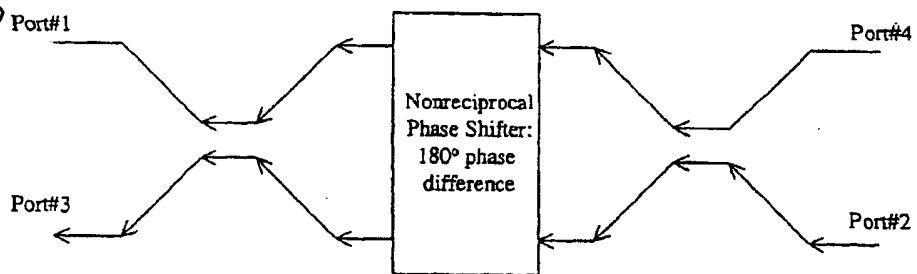 Port#1
Port#4
Nonreciprocal
Phase Shifter:
180° phase
difference
Port#3
Port#2